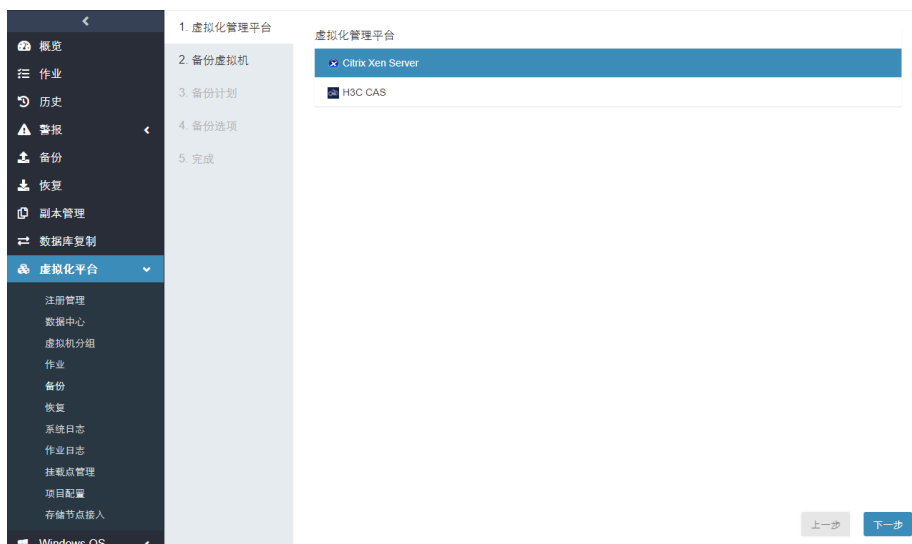 概览
作业
历史
警报
备份
恢复
副本管理
数据库复制
虚拟化平台
注册管理
数据中心
虚拟机分组
作业
备份
恢复
系统日志
作业日志
挂载点管理
项目配置
存储节点接入
Windows OS
1. 虚拟化管理平台
2. 备份虚拟机
3. 备份计划
4. 备份选项
5. 完成
虚拟化管理平台
Citrix Xen Server
H3C CAS
上一步
下一步